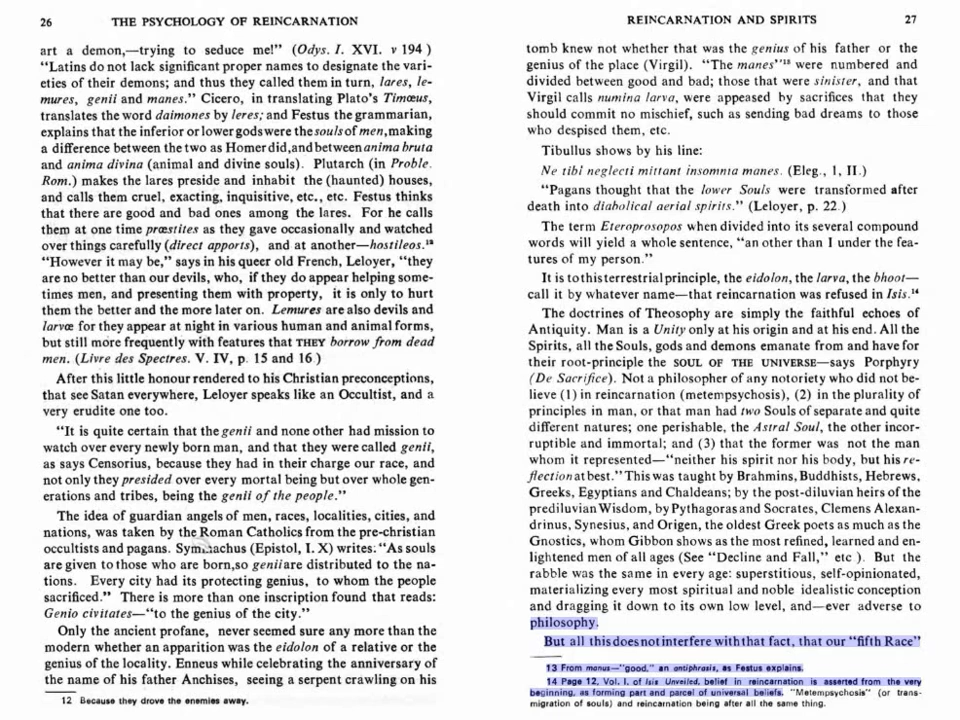 26 THE PSYCHOLOGY OF REINCARNATION
art a demon,—trying to seduce me!" (Odys. I. XVI. v 194 )
"Latins do not lack significant proper names to designate the vari-
eties of their demons; and thus they called them in turn, lares, le-
mures, genii and manes." Cicero, in translating Plato's Timœus,
translates the word daimones by leres; and Festus the grammarian,
explains that the inferior or lower gods were the souls of men, making
a difference between the two as Homer did, and between anima bruta
and anima divina (animal and divine souls). Plutarch (in Proble.
Rom.) makes the lares preside and inhabit the (haunted) houses,
and calls them cruel, exacting, inquisitive, etc., etc. Festus thinks
that there are good and bad ones among the lares. For he calls
them at one time prœstites as they gave occasionally and watched
over things carefully (direct apports), and at another—hostileos.¹²
"However it may be," says in his queer old French, Leloyer, "they
are no better than our devils, who, if they do appear helping some-
times men, and presenting them with property, it is only to hurt
them the better and the more later on. Lemures are also devils and
larvœ for they appear at night in various human and animal forms,
but still more frequently with features that THEY borrow from dead
men. (Livre des Spectres. V. IV, p. 15 and 16 )
After this little honour rendered to his Christian preconceptions,
that see Satan everywhere, Leloyer speaks like an Occultist, and a
very erudite one too.
"It is quite certain that the genii and none other had mission to
watch over every newly born man, and that they were called genii,
as says Censorius, because they had in their charge our race, and
not only they presided over every mortal being but over whole gen-
erations and tribes, being the genii of the people."
The idea of guardian angels of men, races, localities, cities, and
nations, was taken by the Roman Catholics from the pre-christian
occultists and pagans. Symmachus (Epistol, I. X) writes: "As souls
are given to those who are born, so genii are distributed to the na-
tions. Every city had its protecting genius, to whom the people
sacrificed." There is more than one inscription found that reads:
Genio civitates—"to the genius of the city."
Only the ancient profane, never seemed sure any more than the
modern whether an apparition was the eidolon of a relative or the
genius of the locality. Enneus while celebrating the anniversary of
the name of his father Anchises, seeing a serpent crawling on his
12 Because they drove the enemies away.
REINCARNATION AND SPIRITS 27
tomb knew not whether that was the genius of his father or the
genius of the place (Virgil). "The manes"¹³ were numbered and
divided between good and bad; those that were sinister, and that
Virgil calls numina larva, were appeased by sacrifices that they
should commit no mischief, such as sending bad dreams to those
who despised them, etc.
Tibullus shows by his line:
Ne tibi neglecti mittant insomnia manes. (Eleg., 1, II.)
"Pagans thought that the lower Souls were transformed after
death into diabolical aerial spirits." (Leloyer, p. 22 )
The term Eteroprosopos when divided into its several compound
words will yield a whole sentence, "an other than I under the fea-
tures of my person."
It is to this terrestrial principle, the eidolon, the larva, the bhoot—
call it by whatever name—that reincarnation was refused in Isis.¹⁴
The doctrines of Theosophy are simply the faithful echoes of
Antiquity. Man is a Unity only at his origin and at his end. All the
Spirits, all the Souls, gods and demons emanate from and have for
their root-principle the SOUL OF THE UNIVERSE—says Porphyry
(De Sacrifice). Not a philosopher of any notoriety who did not be-
lieve (1) in reincarnation (metempsychosis), (2) in the plurality of
principles in man, or that man had two Souls of separate and quite
different natures; one perishable, the Astral Soul, the other incor-
ruptible and immortal; and (3) that the former was not the man
whom it represented—"neither his spirit nor his body, but his re-
flection at best." This was taught by Brahmins, Buddhists, Hebrews,
Greeks, Egyptians and Chaldeans; by the post-diluvian heirs of the
prediluvian Wisdom, by Pythagoras and Socrates, Clemens Alexan-
drinus, Synesius, and Origen, the oldest Greek poets as much as the
Gnostics, whom Gibbon shows as the most refined, learned and en-
lightened men of all ages (See "Decline and Fall," etc ). But the
rabble was the same in every age: superstitious, self-opinionated,
materializing every most spiritual and noble idealistic conception
and dragging it down to its own low level, and—ever adverse to
philosophy.
But all this does not interfere with that fact, that our "fifth Race"
13 From manus—"good," an antiphrasis, as Festus explains.
14 Page 12, Vol. I, of Isis Unveiled, belief in reincarnation is asserted from the very
beginning, as forming part and parcel of universal beliefs. "Metempsychosis" (or trans-
migration of souls) and reincarnation being after all the same thing.